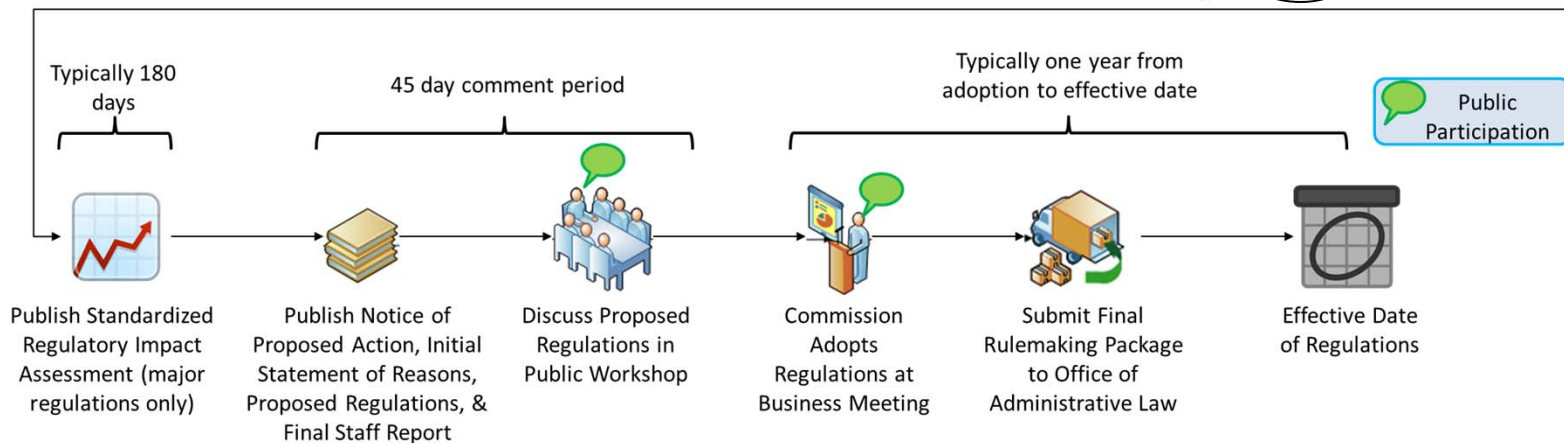 Typically 180
days
45 day comment period
Typically one year from
adoption to effective date
Public
Participation
Publish Standardized
Regulatory Impact
Assessment (major
regulations only)
Publish Notice of
Proposed Action, Initial
Statement of Reasons,
Proposed Regulations, &
Final Staff Report
Discuss Proposed
Regulations in
Public Workshop
Commission
Adopts
Regulations at
Business Meeting
Submit Final
Rulemaking Package
to Office of
Administrative Law
Effective Date
of Regulations